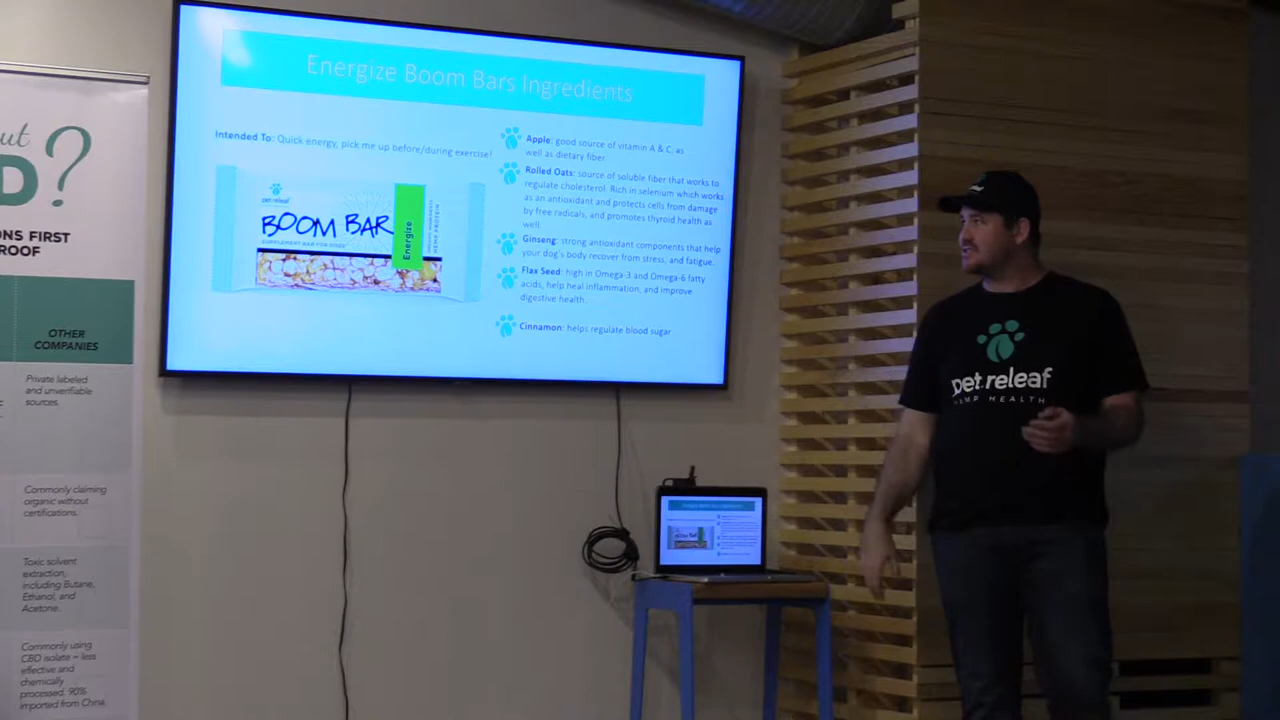 ut
D?
NS FIRST
ROOF
OTHER
COMPANIES
Private labeled
and unverifiable
sources.
Commonly claiming
organic without
certifications.
Toxic solvent
extraction,
including Butane,
Ethanol, and
Acetone.
Commonly using
CBD isolate – less
effective and
chemically
processed. 90%
imported from China.
Energize Boom Bars Ingredients
Intended To: Quick energy, pick me up before/during exercise!
pet releaf
BOOM BAR
SUPPLEMENT BAR FOR DOGS
Energize
HEMP PROTEIN
Apple: good source of vitamin A & C, as
well as dietary fiber
Rolled Oats: source of soluble fiber that works to
regulate cholesterol. Rich in selenium which works
as an antioxidant and protects cells from damage
by free radicals, and promotes thyroid health as
well.
Ginseng: strong antioxidant components that help
your dog's body recover from stress, and fatigue.
Flax Seed: high in Omega-3 and Omega-6 fatty
acids, help heal inflammation, and improve
digestive health.
Cinnamon: helps regulate blood sugar
pet releaf
HEMP HEALTH